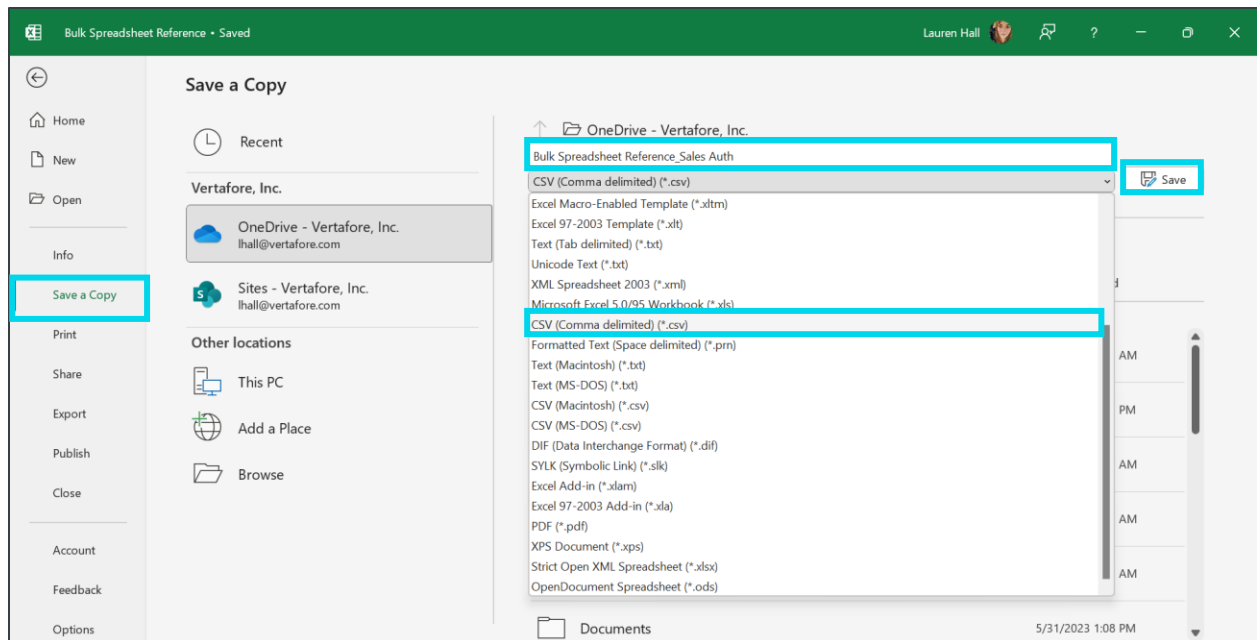 Bulk Spreadsheet Reference • Saved
Lauren Hall
?
Save a Copy
Home
New
Open
Info
Save a Copy
Print
Share
Export
Publish
Close
Account
Feedback
Options
Recent
Vertafore, Inc.
OneDrive - Vertafore, Inc.
lhall@vertafore.com
Sites - Vertafore, Inc.
lhall@vertafore.com
Other locations
This PC
Add a Place
Browse
OneDrive - Vertafore, Inc.
Bulk Spreadsheet Reference_Sales Auth
CSV (Comma delimited) (*.csv)
Save
Excel Macro-Enabled Template (*.xltm)
Excel 97-2003 Template (*.xlt)
Text (Tab delimited) (*.txt)
Unicode Text (*.txt)
XML Spreadsheet 2003 (*.xml)
Microsoft Excel 5.0/95 Workbook (*.xls)
CSV (Comma delimited) (*.csv)
Formatted Text (Space delimited) (*.prn)
Text (Macintosh) (*.txt)
Text (MS-DOS) (*.txt)
CSV (Macintosh) (*.csv)
CSV (MS-DOS) (*.csv)
DIF (Data Interchange Format) (*.dif)
SYLK (Symbolic Link) (*.slk)
Excel Add-in (*.xlam)
Excel 97-2003 Add-in (*.xla)
PDF (*.pdf)
XPS Document (*.xps)
Strict Open XML Spreadsheet (*.xlsx)
OpenDocument Spreadsheet (*.ods)
AM
PM
AM
AM
AM
Documents
5/31/2023 1:08 PM